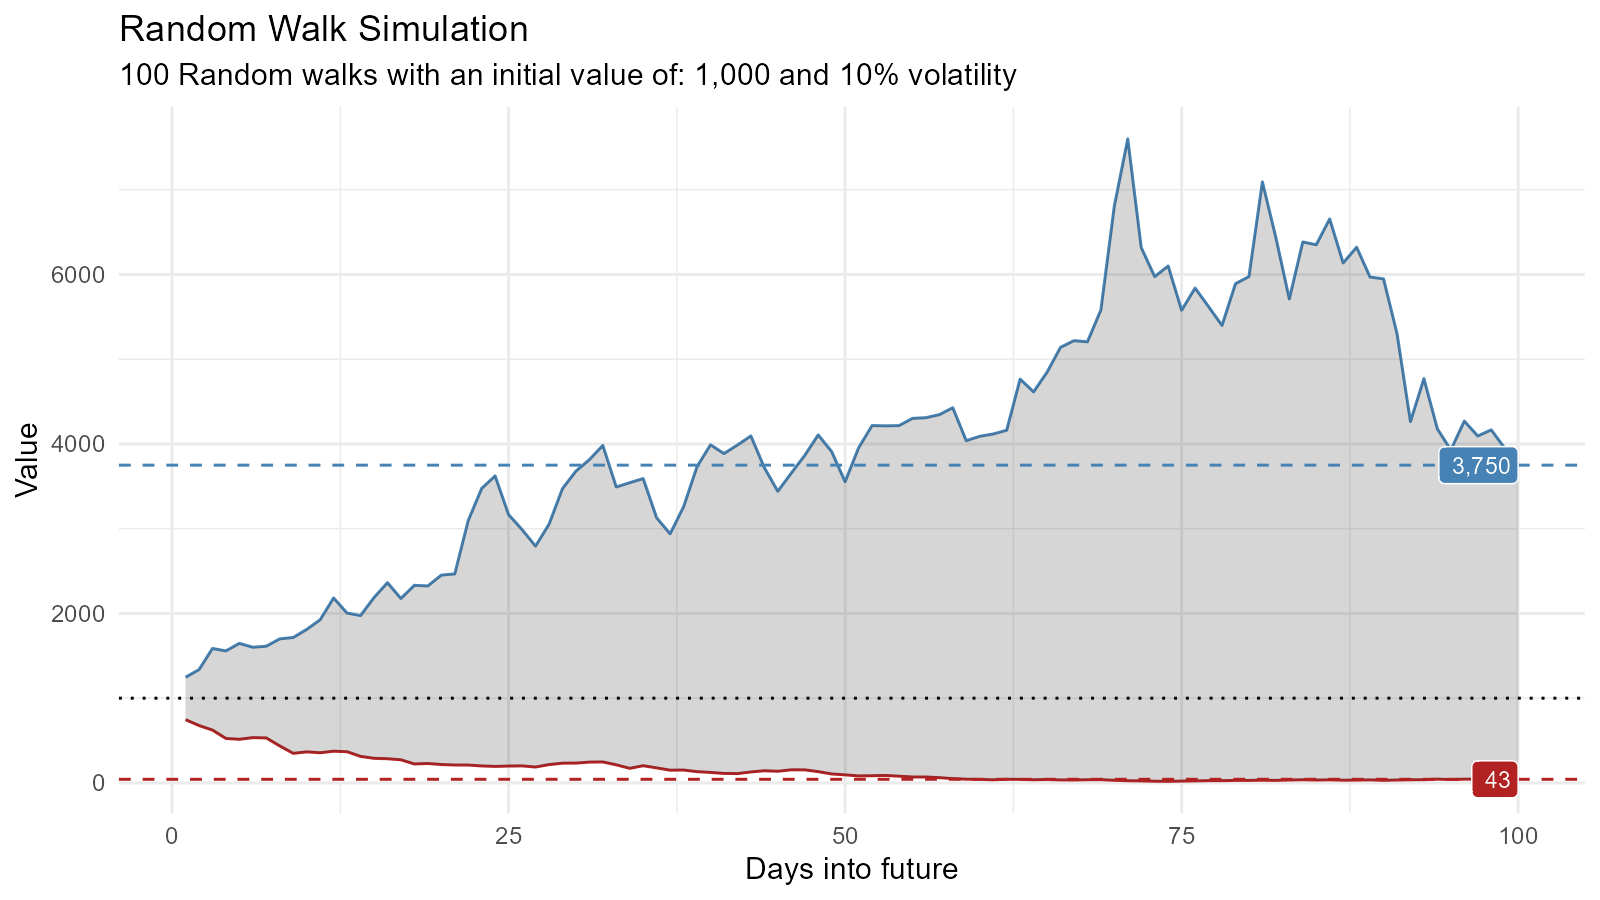 Random Walk Simulation
100 Random walks with an initial value of: 1,000 and 10% volatility
Value
6000
4000
2000
0
3,750
43
0 25 50 75 100
Days into future